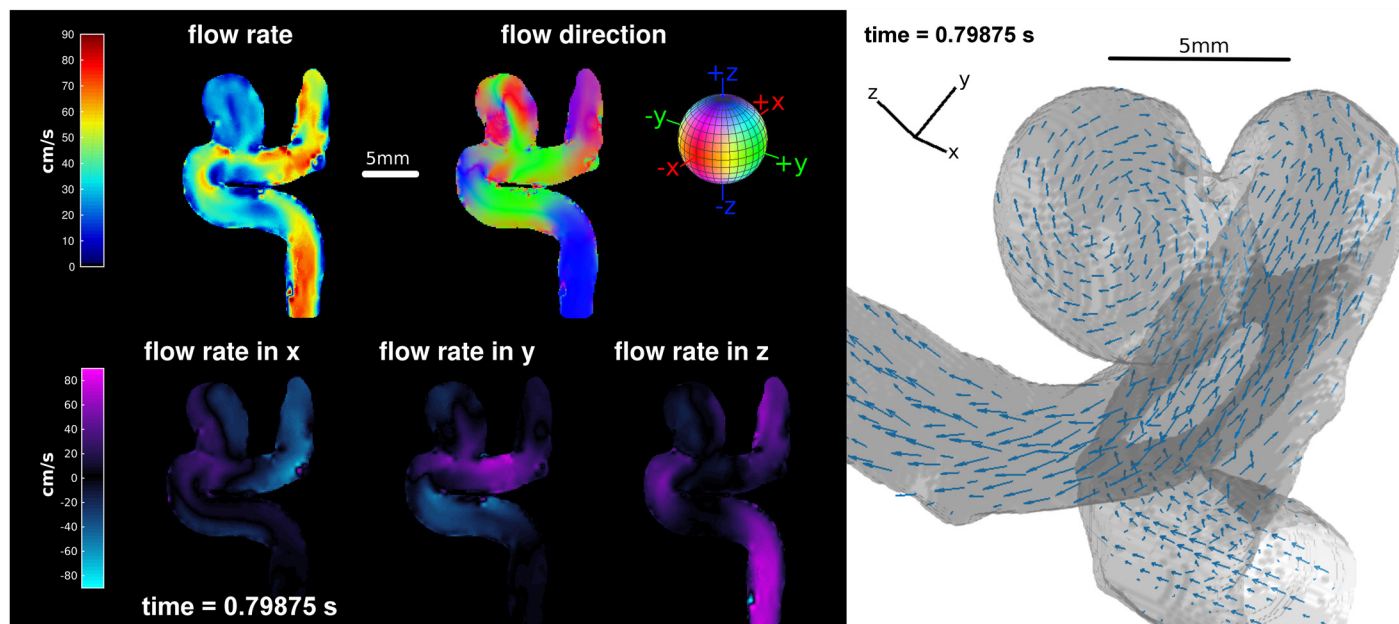 flow rate
flow direction
90
80
70
60
50
40
30
20
10
0
cm/s
5mm
+z
+x
-y
-x
+y
-z
flow rate in x
flow rate in y
flow rate in z
80
60
40
20
0
-20
-40
-60
-80
cm/s
time = 0.79875 s
time = 0.79875 s
5mm
z
y
x